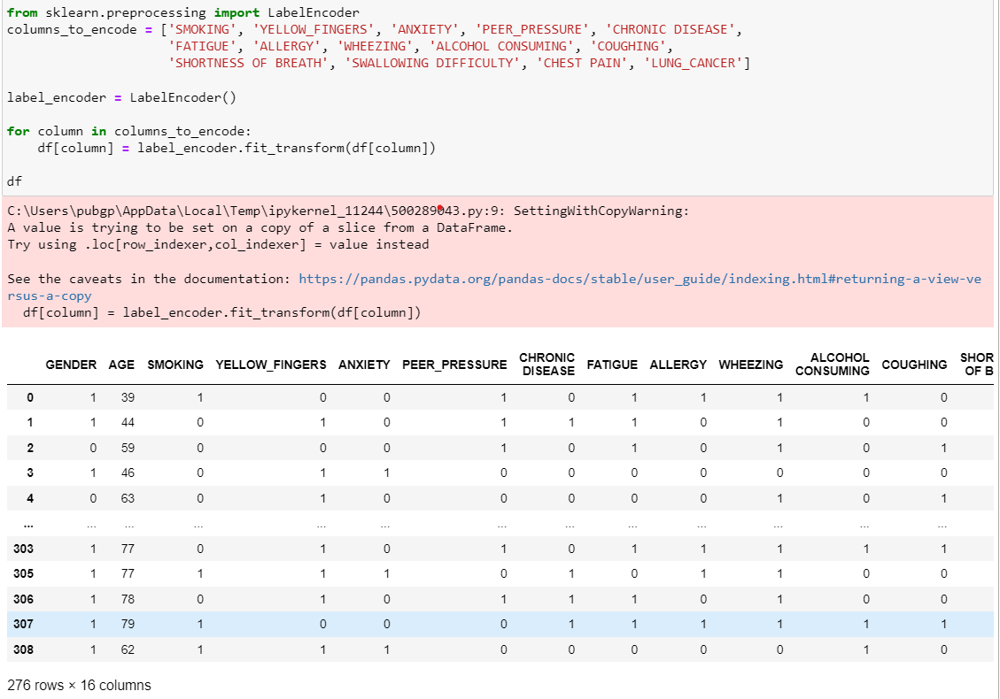 from sklearn.preprocessing import LabelEncoder
columns_to_encode = ['SMOKING', 'YELLOW_FINGERS', 'ANXIETY', 'PEER_PRESSURE', 'CHRONIC DISEASE',
'FATIGUE', 'ALLERGY', 'WHEEZING', 'ALCOHOL CONSUMING', 'COUGHING',
'SHORTNESS OF BREATH', 'SWALLOWING DIFFICULTY', 'CHEST PAIN', 'LUNG_CANCER']
label_encoder = LabelEncoder()
for column in columns_to_encode:
df[column] = label_encoder.fit_transform(df[column])
df
C:\Users\pubgp\AppData\Local\Temp\ipykernel_11244\500289043.py:9: SettingWithCopyWarning:
A value is trying to be set on a copy of a slice from a DataFrame.
Try using .loc[row_indexer,col_indexer] = value instead
See the caveats in the documentation: https://pandas.pydata.org/pandas-docs/stable/user_guide/indexing.html#returning-a-view-ve
rsus-a-copy
df[column] = label_encoder.fit_transform(df[column])
GENDER AGE SMOKING YELLOW_FINGERS ANXIETY PEER_PRESSURE CHRONIC DISEASE FATIGUE ALLERGY WHEEZING ALCOHOL CONSUMING COUGHING SHOR OF B
0 1 39 1 0 0 1 0 1 1 1 1 0
1 1 44 0 1 0 1 1 1 0 1 0 0
2 0 59 0 0 0 1 0 1 0 1 0 1
3 1 46 0 1 1 0 0 0 0 0 0 0
4 0 63 0 1 0 0 0 0 0 1 0 1
... ... ... ... ... ... ... ... ... ... ... ... ...
303 1 77 0 1 0 1 0 1 1 1 1 1
305 1 77 1 1 1 0 1 0 1 1 0 0
306 1 78 0 1 0 1 1 1 0 1 0 0
307 1 79 1 0 0 0 1 1 1 1 1 1
308 1 62 1 1 1 0 0 0 0 0 1 0
276 rows × 16 columns